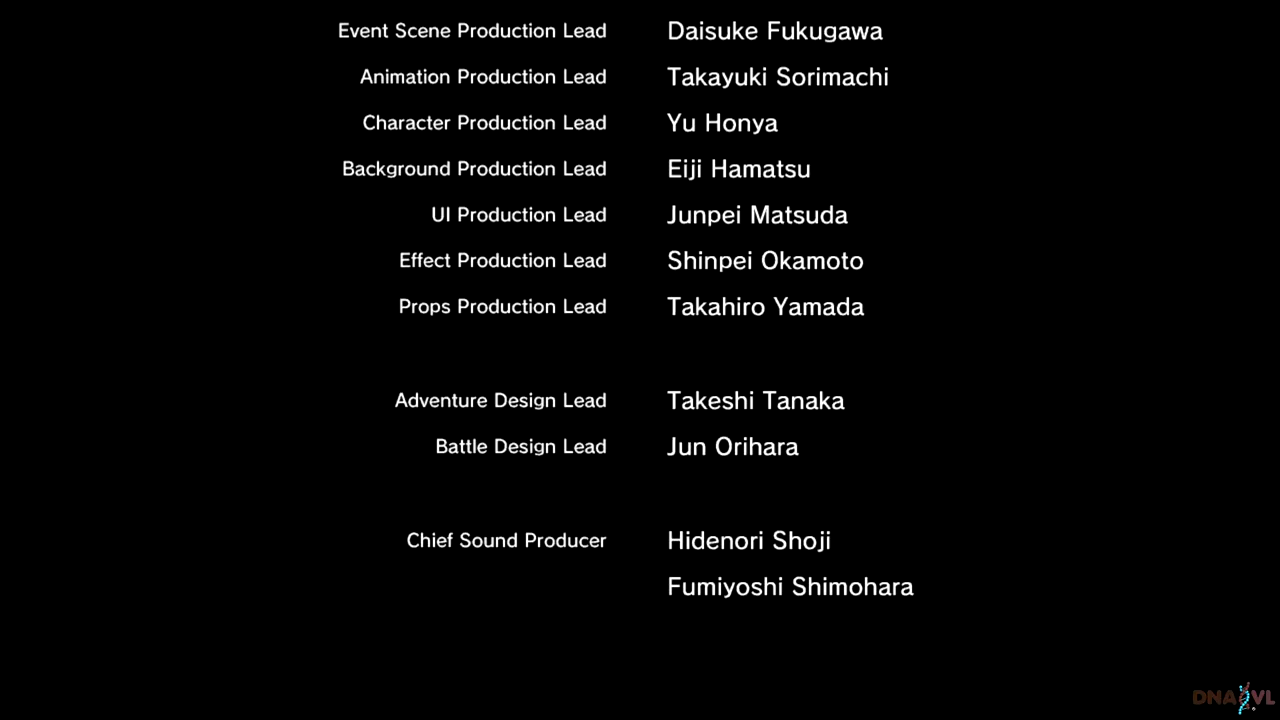 Event Scene Production Lead Daisuke Fukugawa
Animation Production Lead Takayuki Sorimachi
Character Production Lead Yu Honya
Background Production Lead Eiji Hamatsu
UI Production Lead Junpei Matsuda
Effect Production Lead Shinpei Okamoto
Props Production Lead Takahiro Yamada
Adventure Design Lead Takeshi Tanaka
Battle Design Lead Jun Orihara
Chief Sound Producer Hidenori Shoji
Fumiyoshi Shimohara
DNA VL